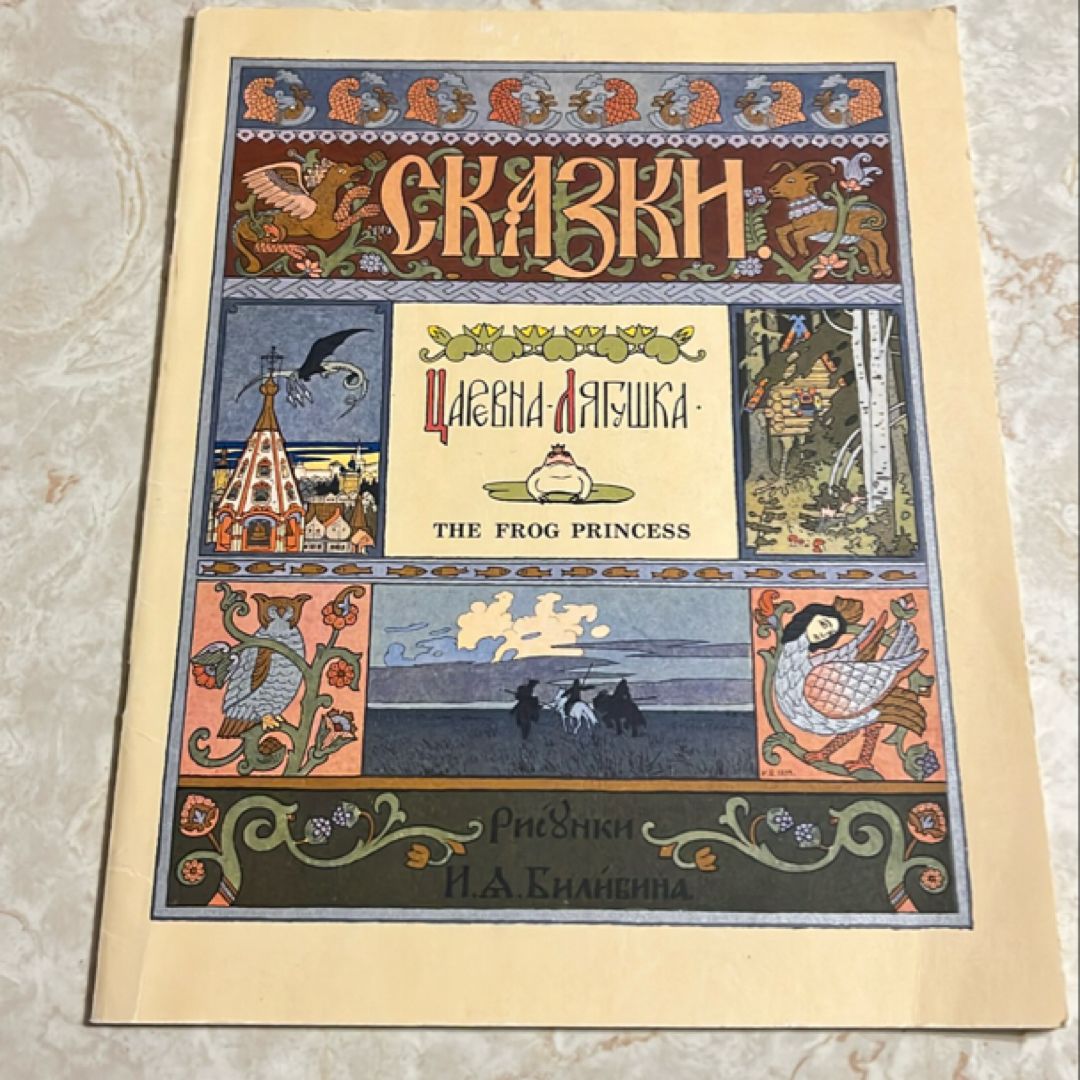 СКАЗКИ.
ЦАРЕВНА-ЛЯГУШКА.
THE FROG PRINCESS
РИСУНКИ
И. Я. БИЛИБИНА